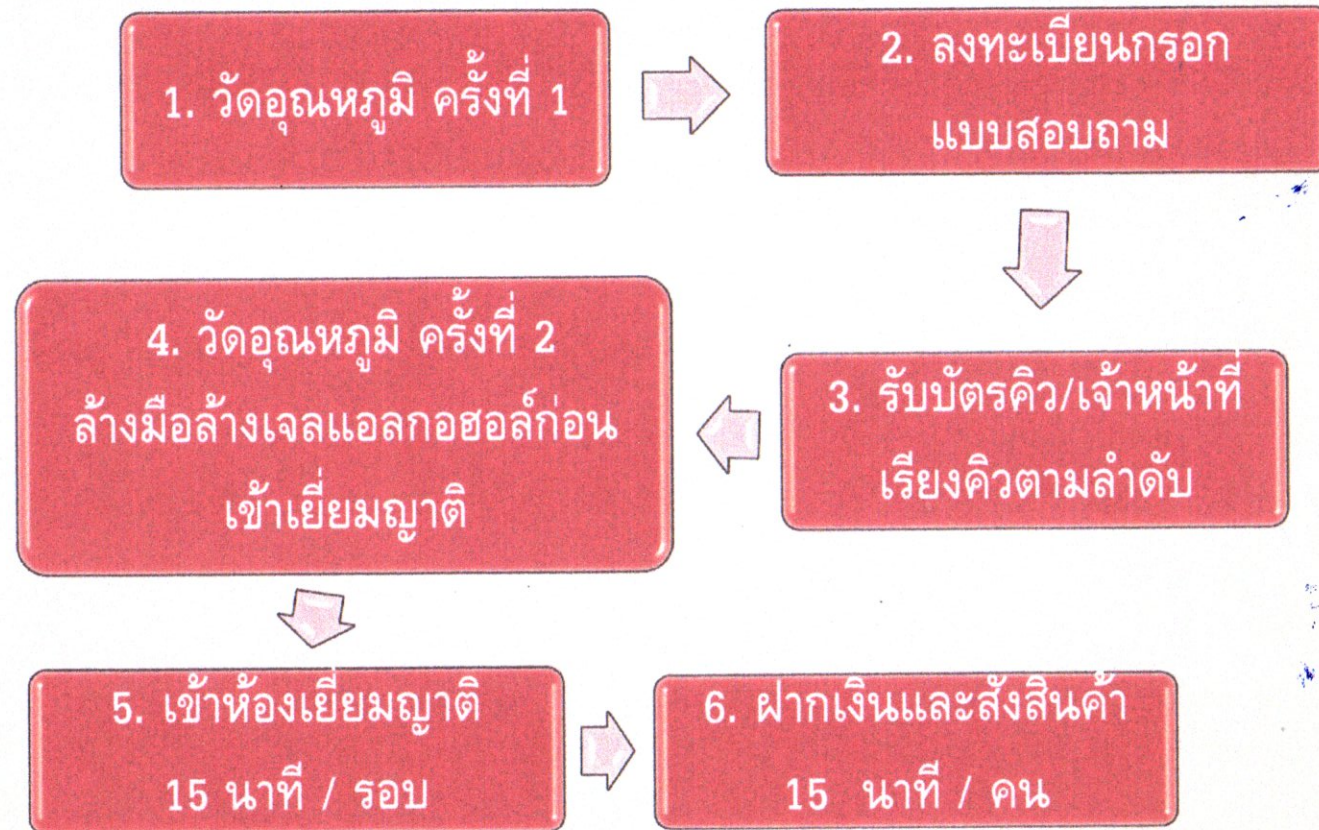 1. วัดอุณหภูมิ ครั้งที่ 1
2. ลงทะเบียนกรอก
แบบสอบถาม
3. รับบัตรคิว/เจ้าหน้าที่
เรียงคิวตามลำดับ
4. วัดอุณหภูมิ ครั้งที่ 2
ล้างมือล้างเจลแอลกอฮอล์ก่อน
เข้าเยี่ยมญาติ
5. เข้าห้องเยี่ยมญาติ
15 นาที / รอบ
6. ฝากเงินและสั่งสินค้า
15 นาที / คน